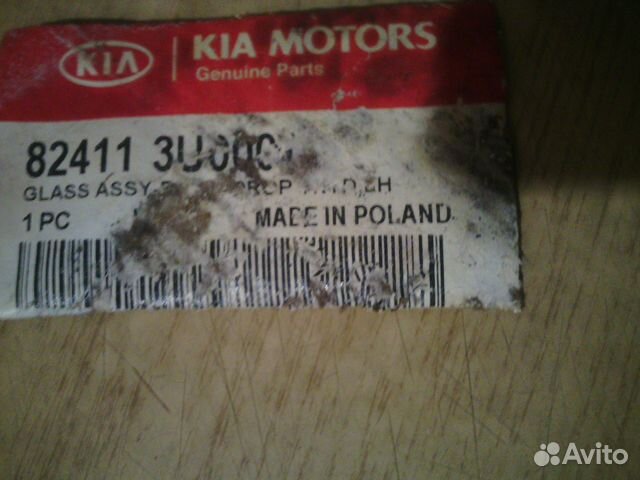 KIA
KIA MOTORS
Genuine Parts
82411
GLASS ASSY
1 PC
MADE IN POLAND
Avito